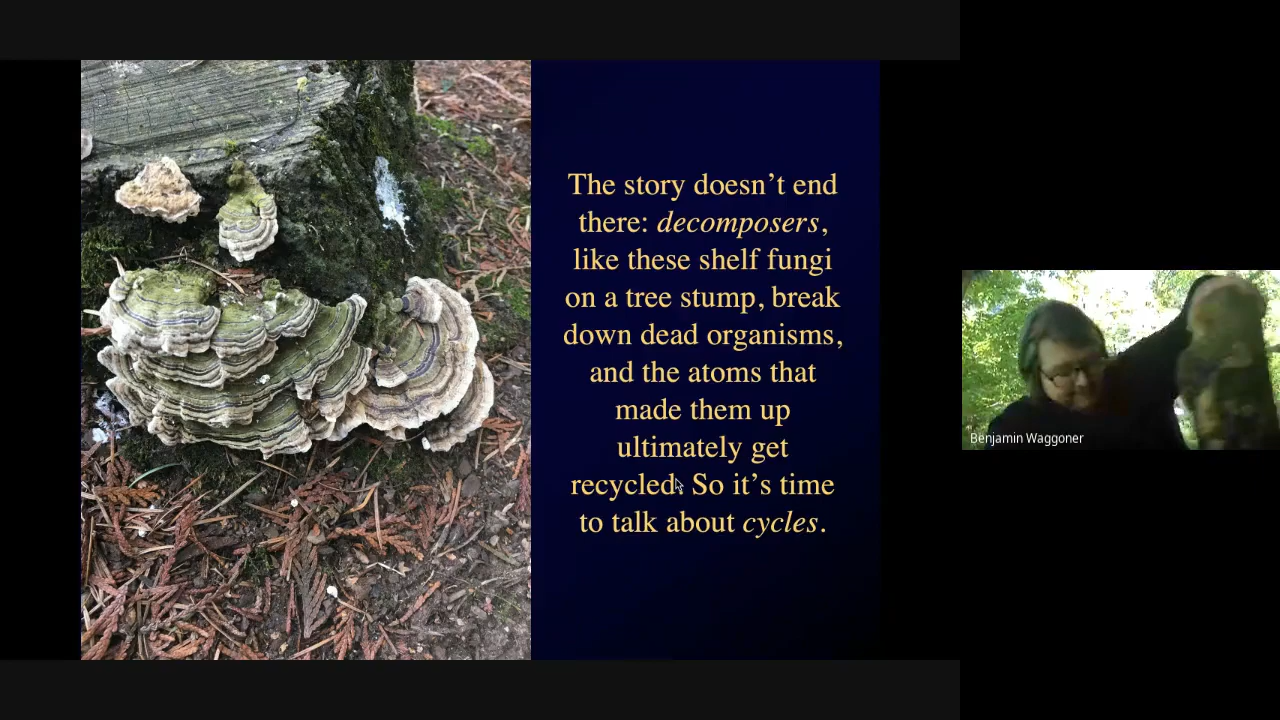 The story doesn’t end
there: decomposers,
like these shelf fungi
on a tree stump, break
down dead organisms,
and the atoms that
made them up
ultimately get
recycled. So it’s time
to talk about cycles.
Benjamin Waggoner